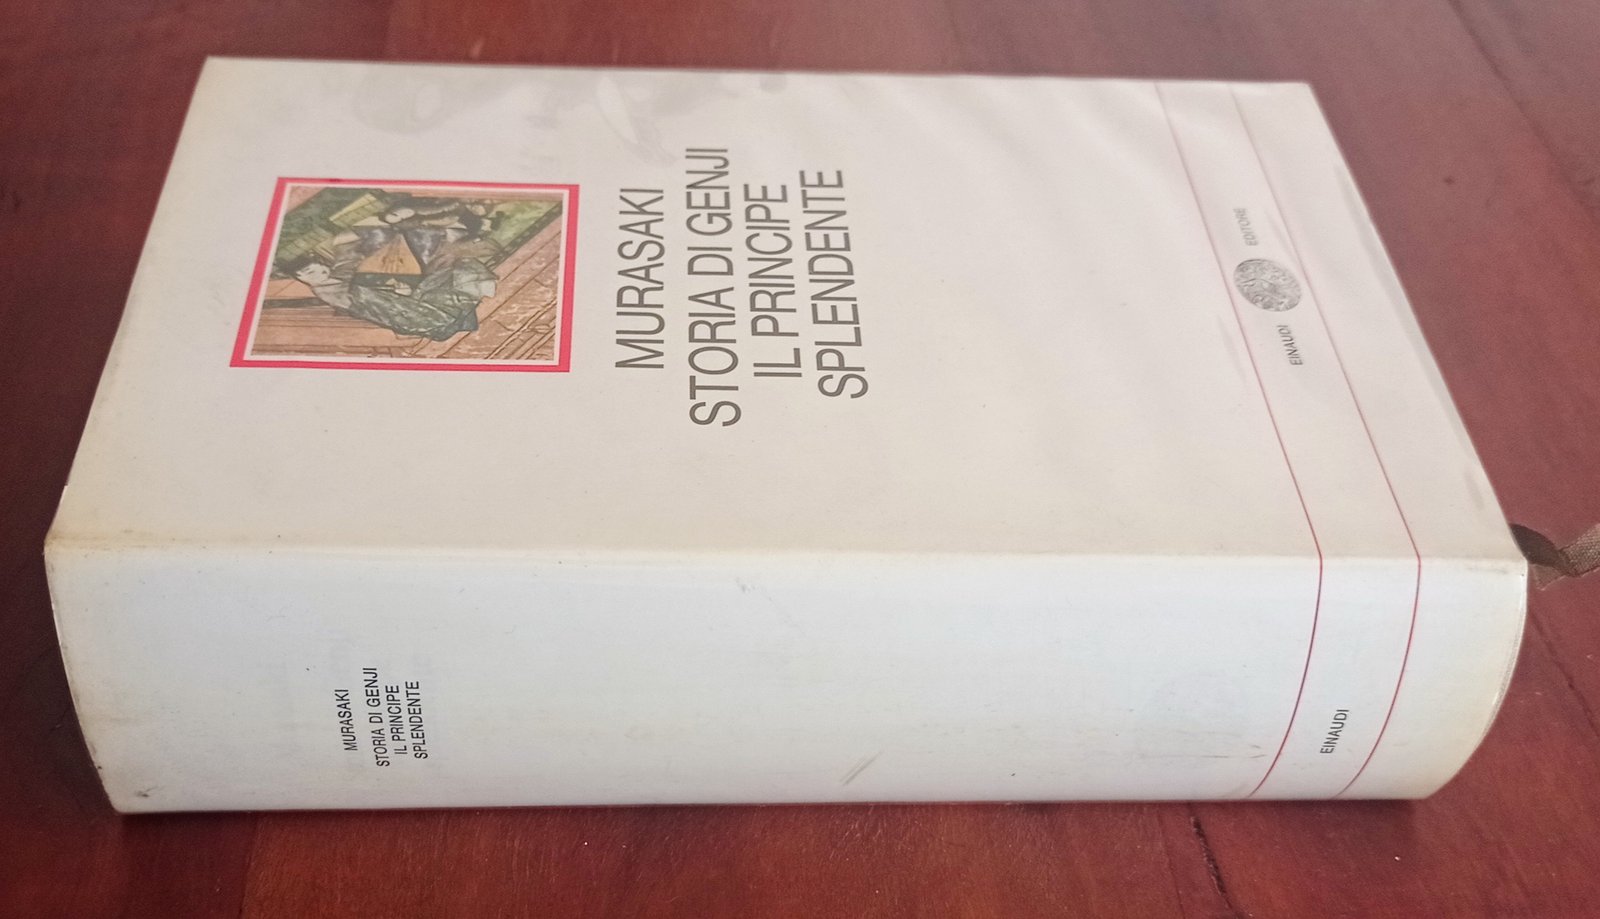 MURASAKI
STORIA DI GENJI
IL PRINCIPE
SPLENDENTE
EINAUDI EDITORE
MURASAKI
STORIA DI GENJI
IL PRINCIPE
SPLENDENTE
EINAUDI